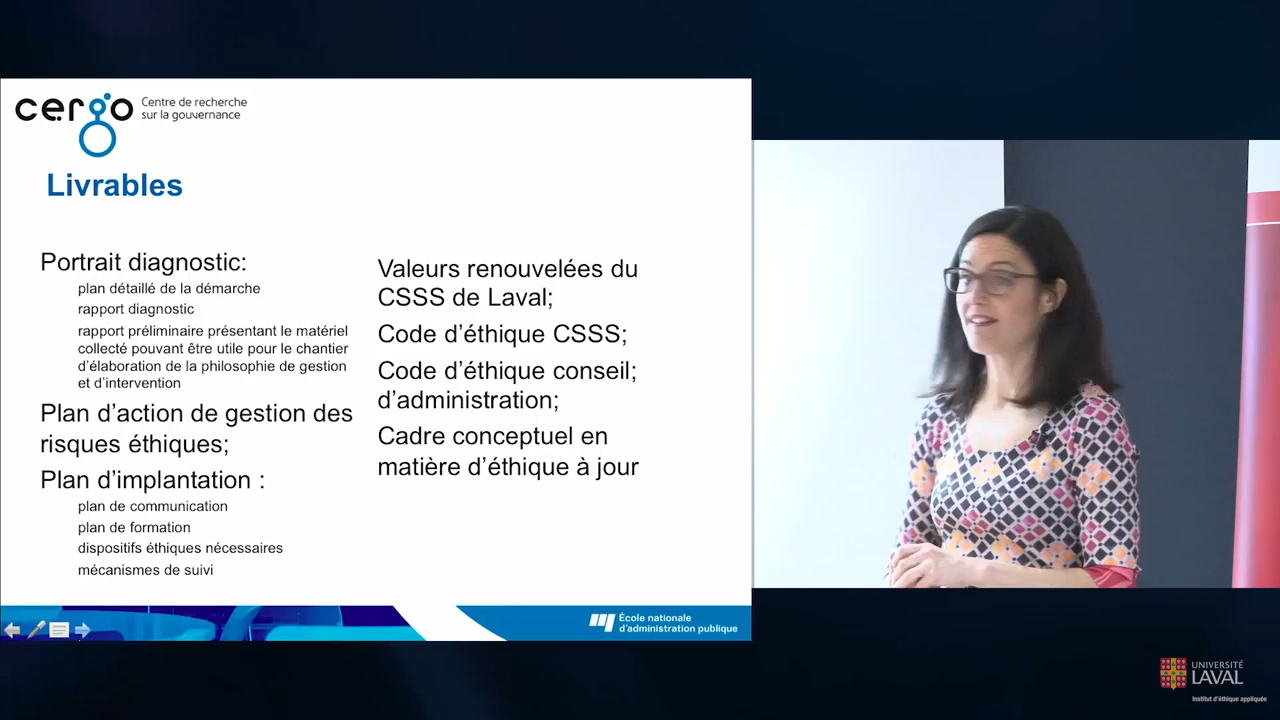 cergo
Centre de recherche
sur la gouvernance
Livrables
Portrait diagnostic:
plan détaillé de la démarche
rapport diagnostic
rapport préliminaire présentant le matériel
collecté pouvant être utile pour le chantier
d’élaboration de la philosophie de gestion
et d’intervention
Plan d’action de gestion des
risques éthiques;
Plan d’implantation :
plan de communication
plan de formation
dispositifs éthiques nécessaires
mécanismes de suivi
Valeurs renouvelées du
CSSS de Laval;
Code d’éthique CSSS;
Code d’éthique conseil;
d’administration;
Cadre conceptuel en
matière d’éthique à jour
École nationale
d’administration publique
UNIVERSITÉ
LAVAL
Institut d’éthique appliquée